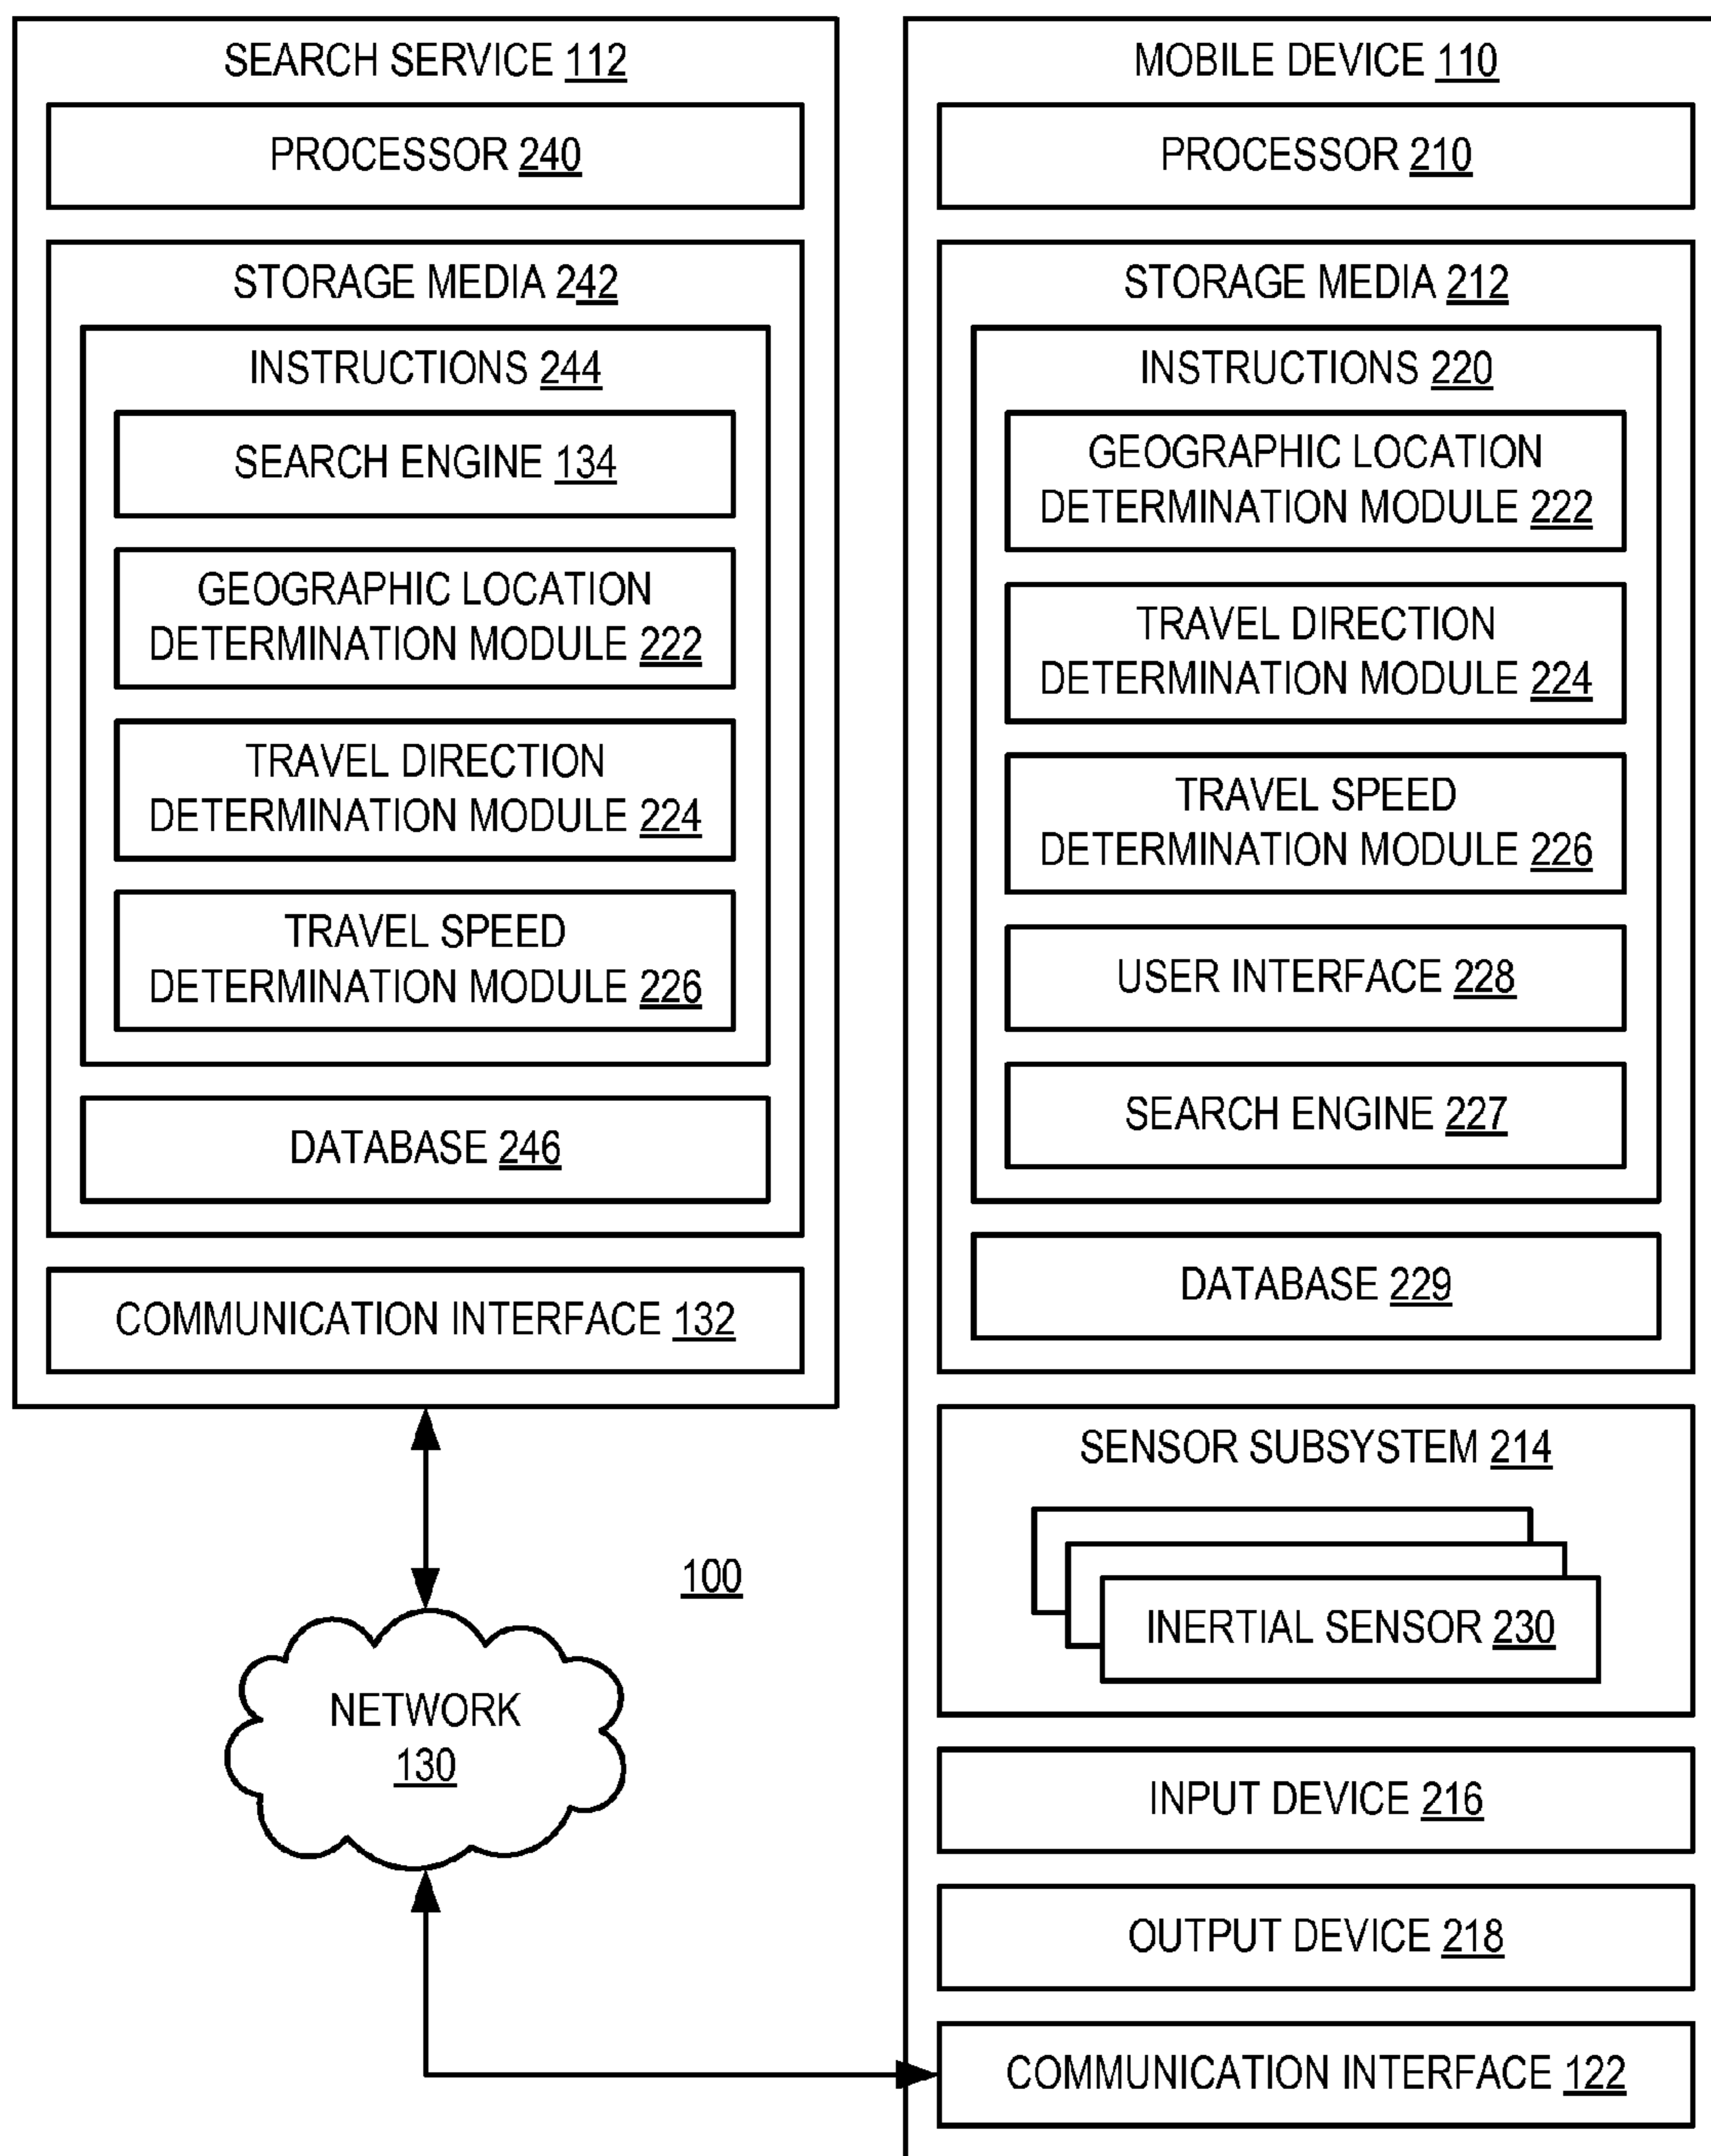 SEARCH SERVICE 112
PROCESSOR 240
STORAGE MEDIA 242
INSTRUCTIONS 244
SEARCH ENGINE 134
GEOGRAPHIC LOCATION
DETERMINATION MODULE 222
TRAVEL DIRECTION
DETERMINATION MODULE 224
TRAVEL SPEED
DETERMINATION MODULE 226
DATABASE 246
COMMUNICATION INTERFACE 132
100
NETWORK
130
MOBILE DEVICE 110
PROCESSOR 210
STORAGE MEDIA 212
INSTRUCTIONS 220
GEOGRAPHIC LOCATION
DETERMINATION MODULE 222
TRAVEL DIRECTION
DETERMINATION MODULE 224
TRAVEL SPEED
DETERMINATION MODULE 226
USER INTERFACE 228
SEARCH ENGINE 227
DATABASE 229
SENSOR SUBSYSTEM 214
INERTIAL SENSOR 230
INPUT DEVICE 216
OUTPUT DEVICE 218
COMMUNICATION INTERFACE 122